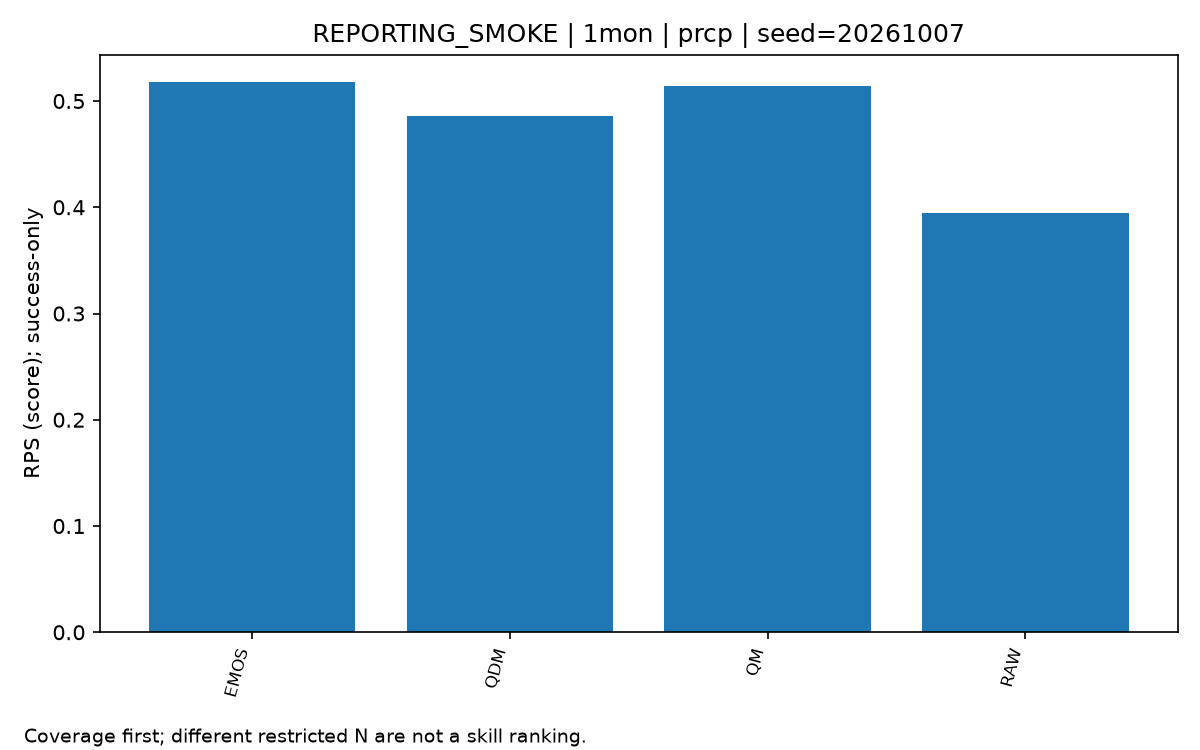 REPORTING_SMOKE | 1mon | prcp | seed=20261007
RPS (score); success-only
0.5
0.4
0.3
0.2
0.1
0.0
EMOS
QDM
QM
RAW
Coverage first; different restricted N are not a skill ranking.